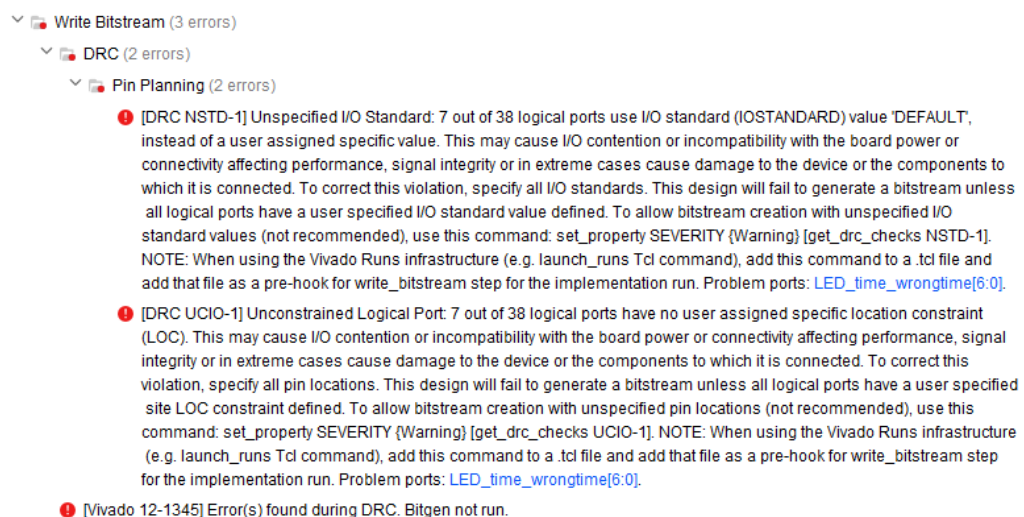 Write Bitstream (3 errors)
DRC (2 errors)
Pin Planning (2 errors)
[DRC NSTD-1] Unspecified I/O Standard: 7 out of 38 logical ports use I/O standard (IOSTANDARD) value 'DEFAULT',
instead of a user assigned specific value. This may cause I/O contention or incompatibility with the board power or
connectivity affecting performance, signal integrity or in extreme cases cause damage to the device or the components to
which it is connected. To correct this violation, specify all I/O standards. This design will fail to generate a bitstream unless
all logical ports have a user specified I/O standard value defined. To allow bitstream creation with unspecified I/O
standard values (not recommended), use this command: set_property SEVERITY {Warning} [get_drc_checks NSTD-1].
NOTE: When using the Vivado Runs infrastructure (e.g. launch_runs Tcl command), add this command to a .tcl file and
add that file as a pre-hook for write_bitstream step for the implementation run. Problem ports: LED_time_wrongtime[6:0].
[DRC UCIO-1] Unconstrained Logical Port: 7 out of 38 logical ports have no user assigned specific location constraint
(LOC). This may cause I/O contention or incompatibility with the board power or connectivity affecting performance, signal
integrity or in extreme cases cause damage to the device or the components to which it is connected. To correct this
violation, specify all pin locations. This design will fail to generate a bitstream unless all logical ports have a user specified
site LOC constraint defined. To allow bitstream creation with unspecified pin locations (not recommended), use this
command: set_property SEVERITY {Warning} [get_drc_checks UCIO-1]. NOTE: When using the Vivado Runs infrastructure
(e.g. launch_runs Tcl command), add this command to a .tcl file and add that file as a pre-hook for write_bitstream step
for the implementation run. Problem ports: LED_time_wrongtime[6:0].
[Vivado 12-1345] Error(s) found during DRC. Bitgen not run.